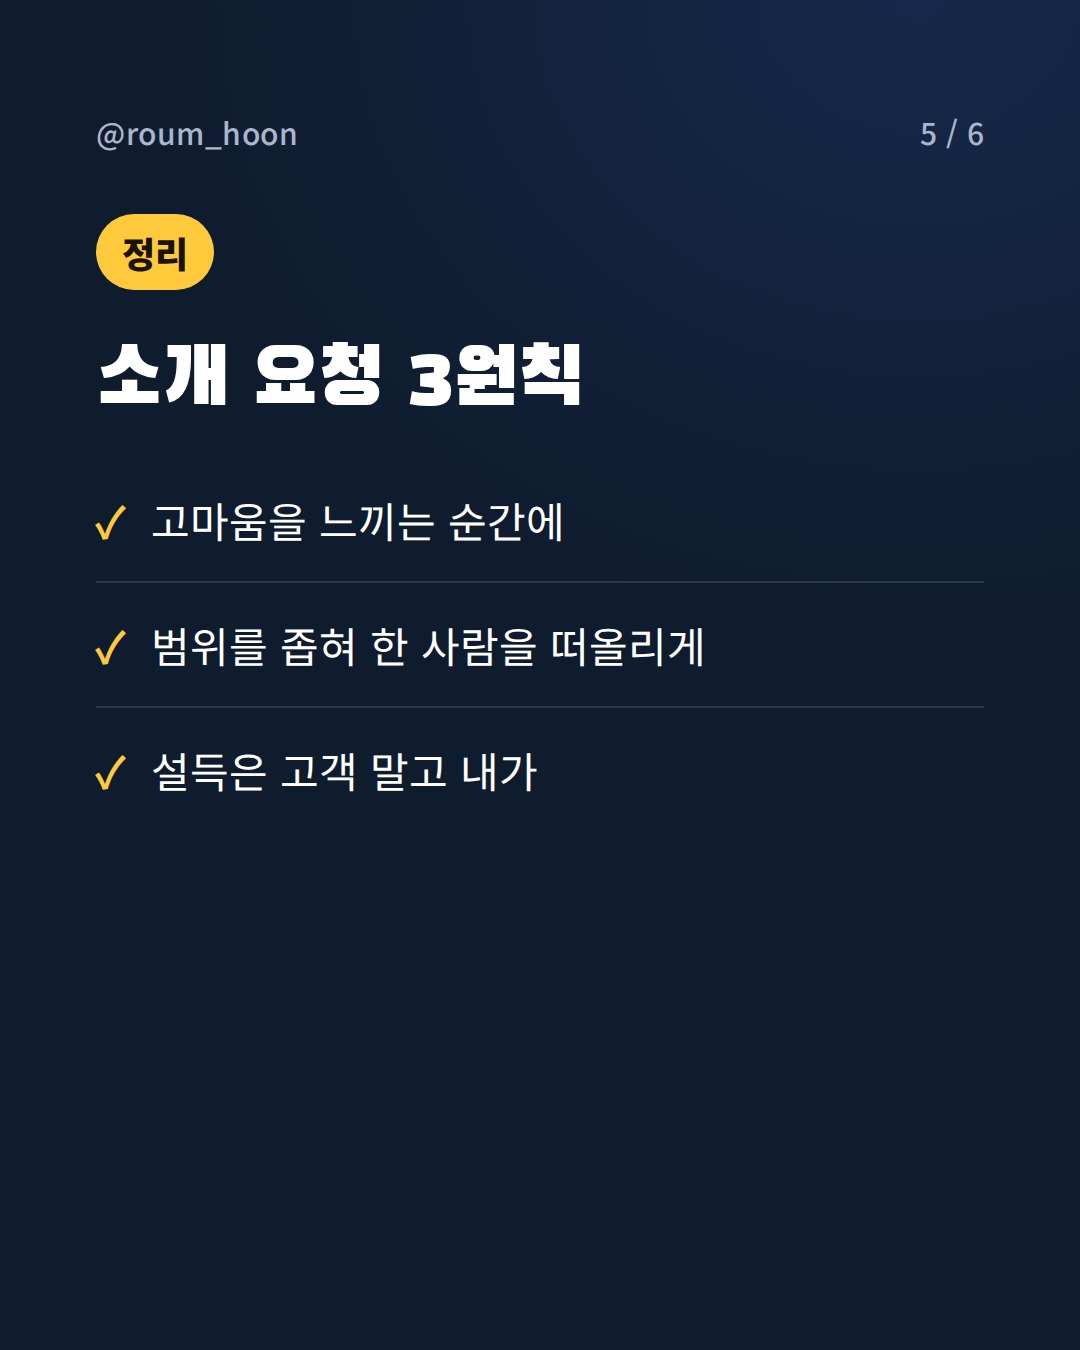 @roum_hoon
5 / 6
정리
소개 요청 3원칙
✓ 고마움을 느끼는 순간에
✓ 범위를 좁혀 한 사람을 떠올리게
✓ 설득은 고객 말고 내가